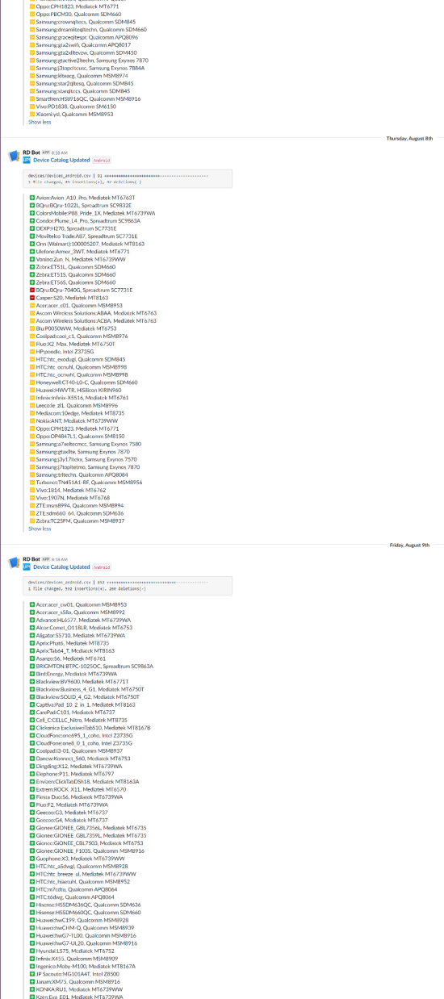 Oppo:CPH1823, Mediatek MT6771
Oppo:PBCM30, Qualcomm SDM660
Samsung:crownqltecs, Qualcomm SDM845
Samsung:dreamliteqltechn, Qualcomm SDM660
Samsung:graceqltespr, Qualcomm APQ8096
Samsung:gta2swifi, Qualcomm APQ8017
Samsung:gta2xlltevzw, Qualcomm SDM450
Samsung:gtactive2ltechn, Samsung Exynos 7870
Samsung:j3topeltcusc, Samsung Exynos 7884A
Samsung:klteacg, Qualcomm MSM8974
Samsung:star2qltesq, Qualcomm SDM845
Samsung:starqltecs, Qualcomm SDM845
Smartfren:HS8916QC, Qualcomm MSM8916
Vivo:PD1838, Qualcomm SM6150
Xiaomi:ysl, Qualcomm MSM8953
Show less
Thursday, August 8th
RD Bot APP 8:18 AM
UP! Device Catalog Updated Android
devices/devices_android.csv | 91 ++++++++++++++++++++++++---------------------
1 file changed, 49 insertions(+), 42 deletions(-)
Avion:Avion_A10_Pro, Mediatek MT6763T
BQru:BQru-1022L, Spreadtrum SC9832E
ColorsMobile:P88_Pride_1X, Mediatek MT6739WA
Condor:Plume_L4_Pro, Spreadtrum SC9863A
DEXP:H270, Spreadtrum SC7731E
Moviltelco Trade:A87, Spreadtrum SC7731E
Onn (Walmart):100005207, Mediatek MT8163
Ulefone:Armor_3WT, Mediatek MT6771
Vonino:Zun_N, Mediatek MT6739WW
Zebra:ET51L, Qualcomm SDM660
Zebra:ET51S, Qualcomm SDM660
Zebra:ET56S, Qualcomm SDM660
BQru:BQru-7040G, Spreadtrum SC7731E
Casper:S20, Mediatek MT8163
Acer:acer_c01, Qualcomm MSM8953
Ascom Wireless Solutions:ABAA, Mediatek MT6763
Ascom Wireless Solutions:ACBA, Mediatek MT6763
Blu:P0050WW, Mediatek MT6753
Coolpad:cool_c1, Qualcomm MSM8976
Fluo:X2_Max, Mediatek MT6750T
HP:poodle, Intel Z3735G
HTC:htc_exodugl, Qualcomm SDM845
HTC:htc_ocnuhl, Qualcomm MSM8998
HTC:htc_ocnwhl, Qualcomm MSM8998
Honeywell:CT40-L0-C, Qualcomm SDM660
Huawei:HWVTR, HiSilicon KIRIN960
Infinix:Infinix-X5516, Mediatek MT6761
Leeco:le_zl1, Qualcomm MSM8996
Mediacom:10edge, Mediatek MT8735
Nokia:ANT, Mediatek MT6739WW
Oppo:CPH1823, Mediatek MT6771
Oppo:OP4847L1, Qualcomm SM8150
Samsung:a7xeltecmcc, Samsung Exynos 7580
Samsung:gtaxllte, Samsung Exynos 7870
Samsung:j3y17ltekx, Samsung Exynos 7570
Samsung:j7topltetmo, Samsung Exynos 7870
Samsung:trltechn, Qualcomm APQ8084
Turbonet:TN451A1-RF, Qualcomm MSM8956
Vivo:1814, Mediatek MT6762
Vivo:1907N, Mediatek MT6768
ZTE:msm8994, Qualcomm MSM8994
ZTE:sdm660_64, Qualcomm SDM636
Zebra:TC25FM, Qualcomm MSM8937
Show less
Friday, August 9th
RD Bot APP 8:18 AM
UP! Device Catalog Updated Android
devices/devices_android.csv
1 file changed, insertions(+), deletions(-)
Acer:acer_cw01, Qualcomm MSM8953
Acer:acer_s58a, Qualcomm MSM8992
Advance:HL6577, Mediatek MT6739WA
Alcor:Comet_O118LR, Mediatek MT6753
Aligator:S5710, Mediatek MT6739WA
Aprix:Phat6, Mediatek MT8735
Aprix:Tab64_T, Mediatek MT8163
Asanzo:S6, Mediatek MT6761
BRIGMTON:BTPC-1025OC, Spreadtrum SC9863A
Bird:Energy, Mediatek MT6739WA
Blackview:BV9600, Mediatek MT6771T
Blackview:Business_4_G1, Mediatek MT6750T
Blackview:SOLID_4_G2, Mediatek MT6750T
Captiva:Pad_10_2_in_1, Mediatek MT8163
CaroPad:C101, Mediatek MT6737
Cell_C:CELLC_Nitro, Mediatek MT8735
Clickonica Exclusive:iTab510, Mediatek MT8167B
CloudFone:one695_1_coho, Intel Z3735G
CloudFone:one8_0_1_coho, Intel Z3735G
Coolpad:i3-01, Qualcomm MSM8937
Danew:Konnect_560, Mediatek MT6753
Dingding:X12, Mediatek MT6739WA
Elephone:P11, Mediatek MT6797
Envizen:ClickTabDSh18, Mediatek MT8163A
Extrem:ROCK_X11, Mediatek MT6570
Fiesta Duo:S6, Mediatek MT6739WA
Fluo:F2, Mediatek MT6739WA
Geecoo:G3, Mediatek MT6737
Geecoo:G4, Mediatek MT6737
Gionee:GIONEE_GBL7356L, Mediatek MT6735
Gionee:GIONEE_GBL7359L, Mediatek MT6735
Gionee:GiONEE_CBL7503, Mediatek MT6753
Gionee:GiONEE_F103S, Qualcomm MSM8916
Guophone:X3, Mediatek MT6739WW
HTC:htc_a5dwgl, Qualcomm MSM8928
HTC:htc_breeze_ul, Mediatek MT6739WW
HTC:htc_hiaetuhl, Qualcomm MSM8952
HTC:m7cdtu, Qualcomm APQ8064
HTC:t6dwg, Qualcomm APQ8064
Hisense:HSSDM636QC, Qualcomm SDM636
Hisense:HSSDM660QC, Qualcomm SDM660
Huawei:hwC199, Qualcomm MSM8928
Huawei:hwCHM-Q, Qualcomm MSM8939
Huawei:hwG7-TL00, Qualcomm MSM8916
Huawei:hwG7-UL20, Qualcomm MSM8916
Hyundai:L575, Mediatek MT6752
Infinix:X455, Qualcomm MSM8909
Ingenico:Moby-M100, Mediatek MT8167A
JP Sacouto:MG101A4T, Intel Z8500
Janam:XM75, Qualcomm MSM8916
KONKA:RU1, Mediatek MT6739WW
Kzen:Eva_E01, Mediatek MT6739WA